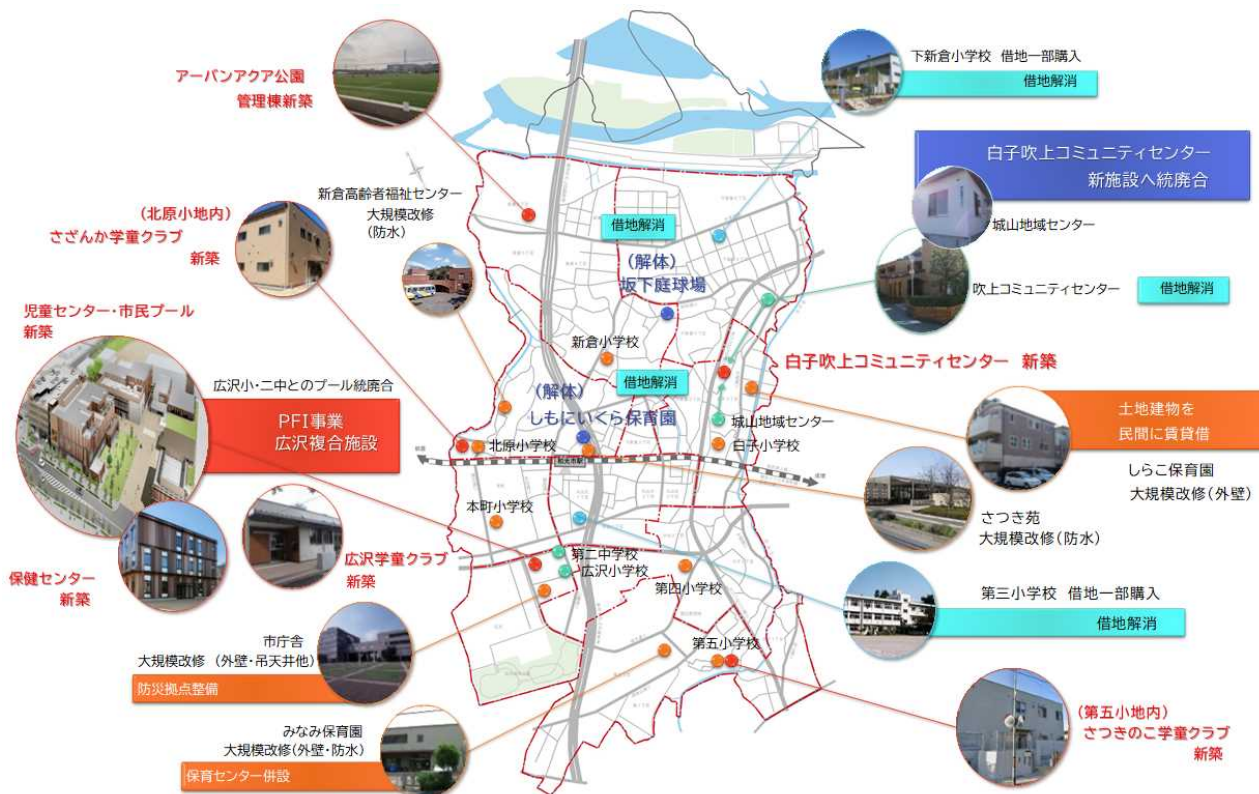 アーバンアクア公園
管理棟新築
下新倉小学校 借地一部購入
借地解消
白子吹上コミュニティセンター
新施設へ統廃合
城山地域センター
吹上コミュニティセンター
借地解消
新倉高齢者福祉センター
大規模改修
(防水)
(北原小地内)
さざんか学童クラブ
新築
借地解消
(解体)
坂下庭球場
児童センター・市民プール
新築
新倉小学校
白子吹上コミュニティセンター 新築
広沢小・二中とのプール統廃合
PFI事業
広沢複合施設
借地解消
(解体)
しもにいくら保育園
城山地域センター
白子小学校
土地建物を
民間に賃貸借
しらこ保育園
大規模改修(外壁)
北原小学校
和光市駅
さつき苑
大規模改修(防水)
本町小学校
第二中学校
広沢小学校
第四小学校
保健センター
新築
広沢学童クラブ
新築
第三小学校 借地一部購入
借地解消
市庁舎
大規模改修 (外壁・吊天井他)
防災拠点整備
第五小学校
みなみ保育園
大規模改修(外壁・防水)
保育センター併設
(第五小地内)
さつきのこ学童クラブ
新築